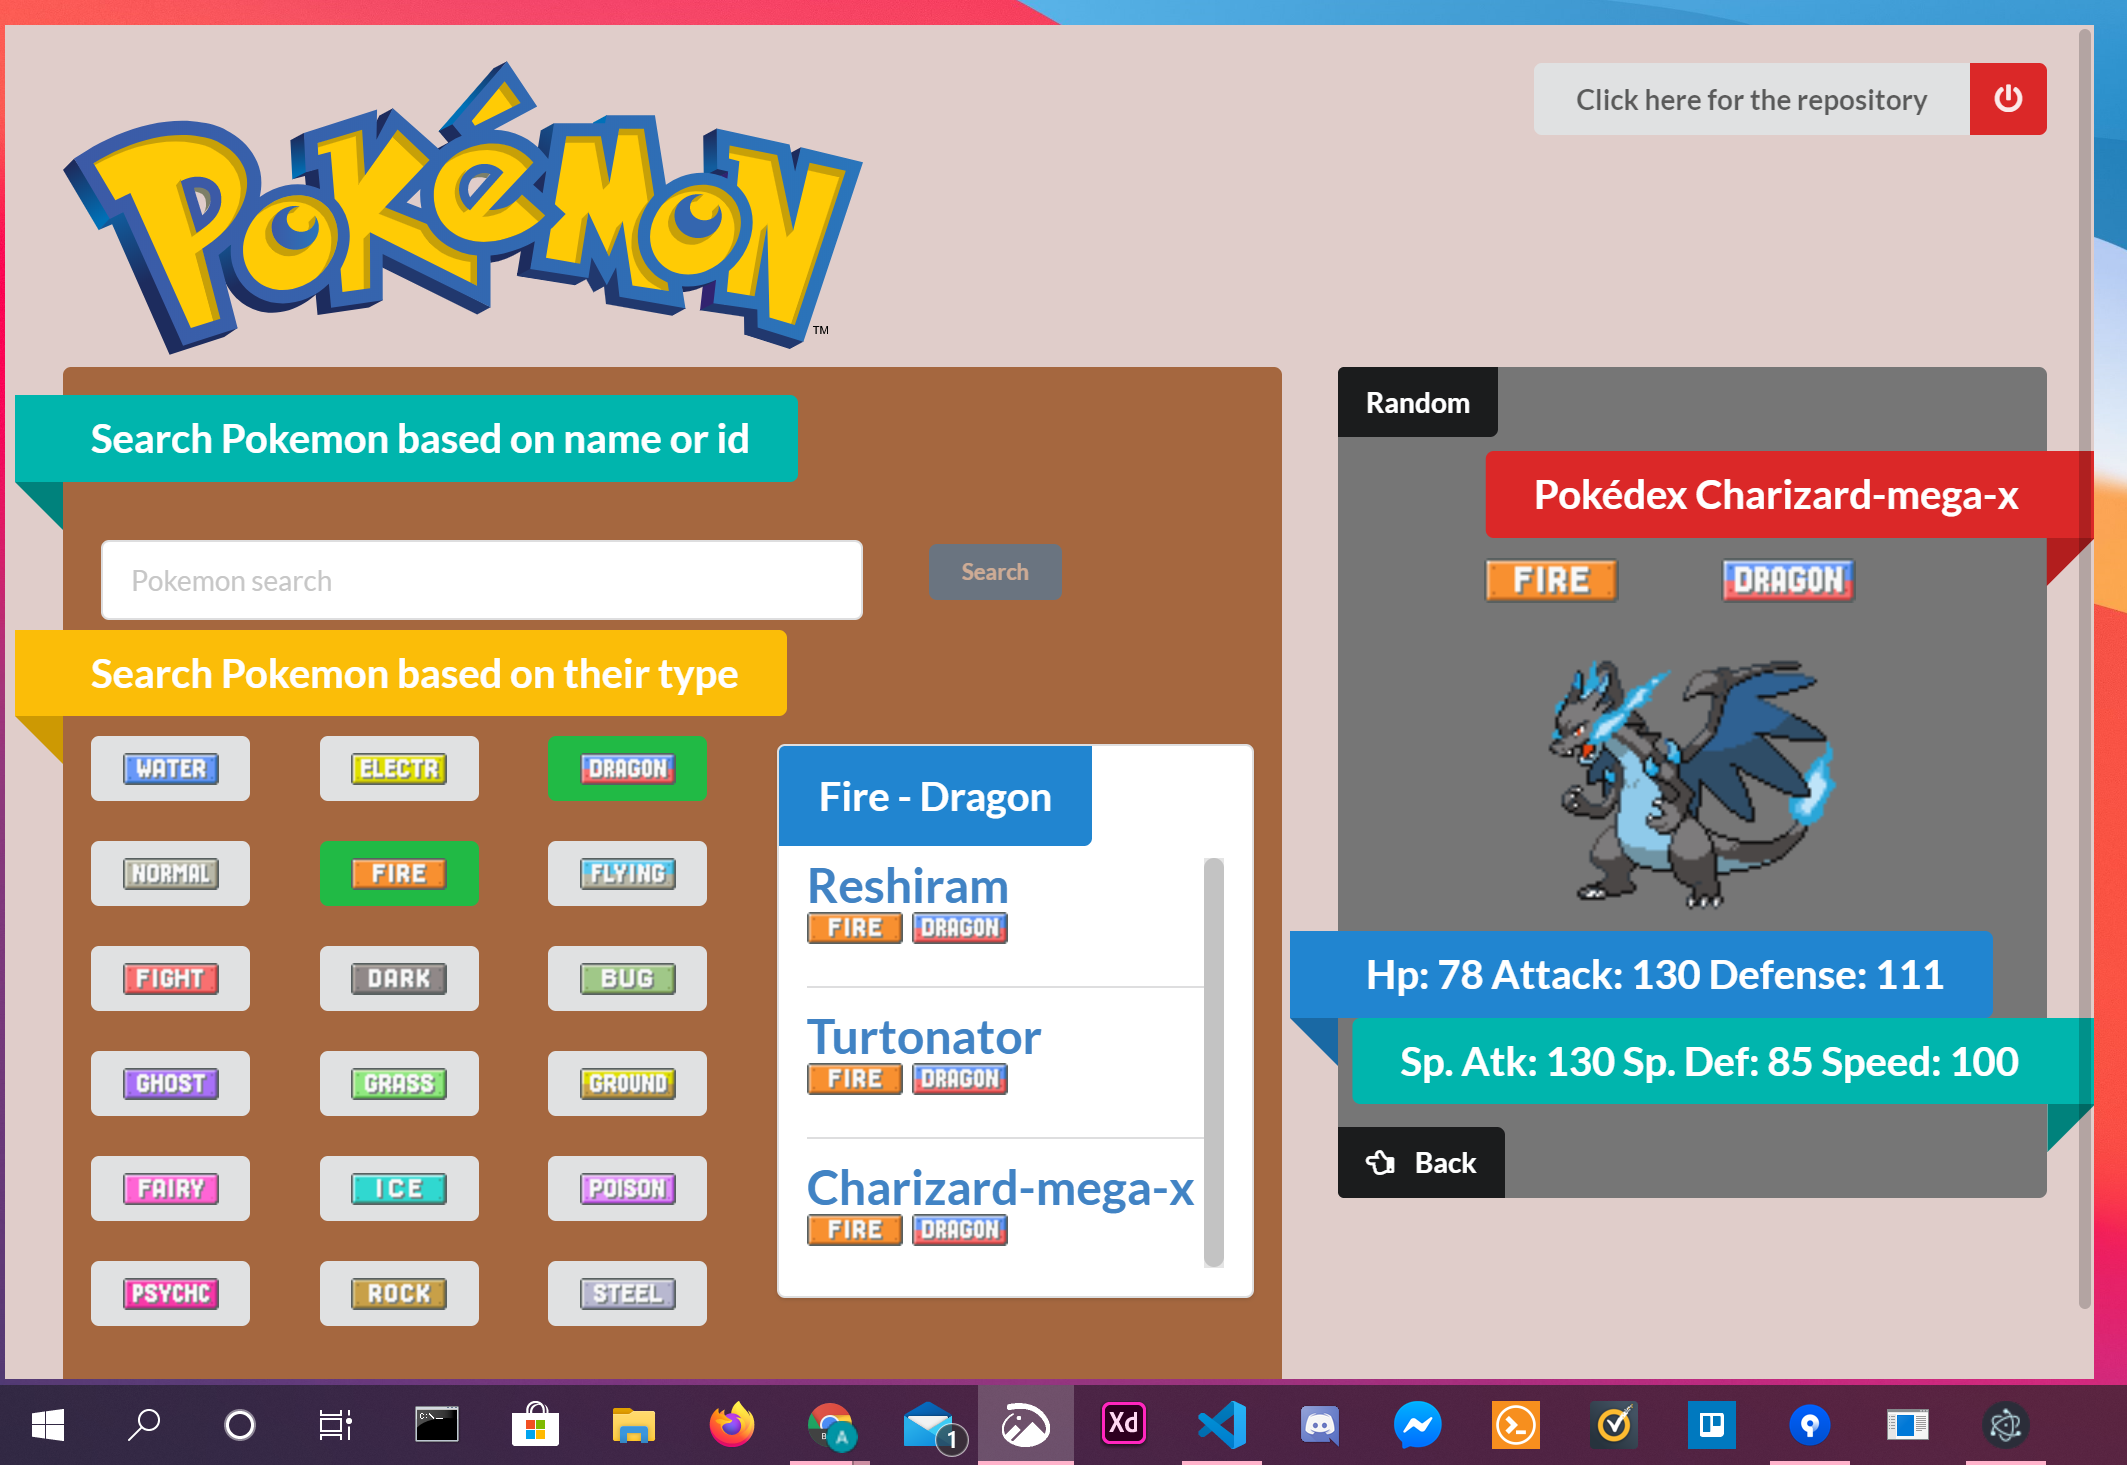 POKéMON
TM
Click here for the repository
Search Pokemon based on name or id
Pokemon search
Search
Search Pokemon based on their type
WATER ELECTR DRAGON
NORMAL FIRE FLYING
FIGHT DARK BUG
GHOST GRASS GROUND
FAIRY ICE POISON
PSYCHC ROCK STEEL
Fire - Dragon
Reshiram
FIRE DRAGON
Turtonator
FIRE DRAGON
Charizard-mega-x
FIRE DRAGON
Random
Pokédex Charizard-mega-x
FIRE DRAGON
Hp: 78 Attack: 130 Defense: 111
Sp. Atk: 130 Sp. Def: 85 Speed: 100
Back
A
1
Xd